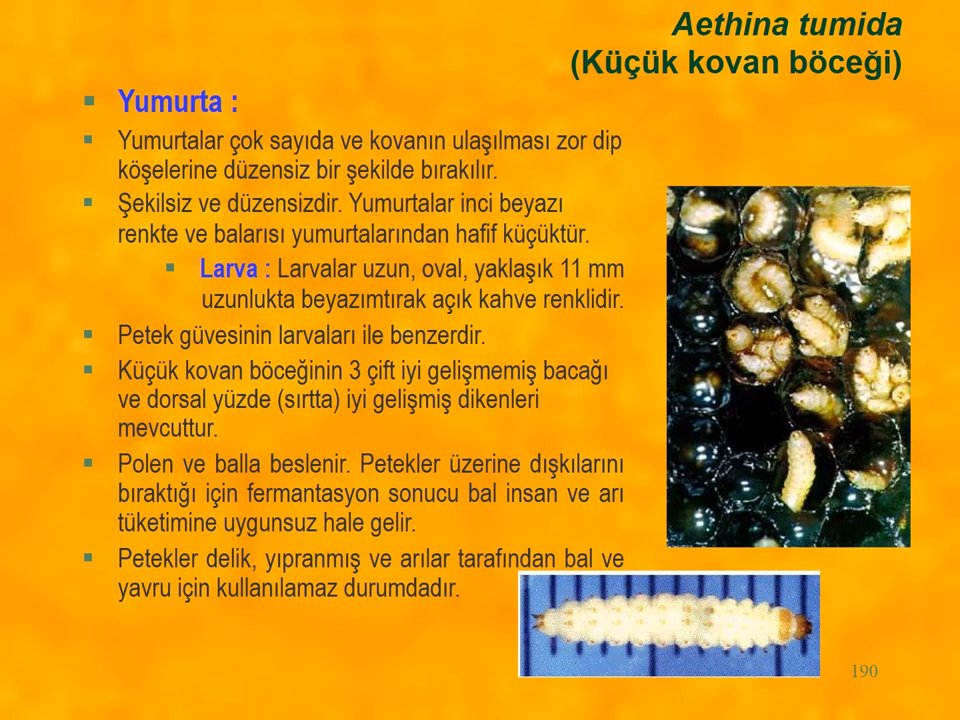 Aethina tumida
(Küçük kovan böceği)
▪ Yumurta :
▪ Yumurtalar çok sayıda ve kovanın ulaşılması zor dip
köşelerine düzensiz bir şekilde bırakılır.
▪ Şekilsiz ve düzensizdir. Yumurtalar inci beyazı
renkte ve balarısı yumurtalarından hafif küçüktür.
▪ Larva : Larvalar uzun, oval, yaklaşık 11 mm
uzunlukta beyazımtırak açık kahve renklidir.
▪ Petek güvesinin larvaları ile benzerdir.
▪ Küçük kovan böceğinin 3 çift iyi gelişmemiş bacağı
ve dorsal yüzde (sırtta) iyi gelişmiş dikenleri
mevcuttur.
▪ Polen ve balla beslenir. Petekler üzerine dışkılarını
bıraktığı için fermantasyon sonucu bal insan ve arı
tüketimine uygunsuz hale gelir.
▪ Petekler delik, yıpranmış ve arılar tarafından bal ve
yavru için kullanılamaz durumdadır.
190